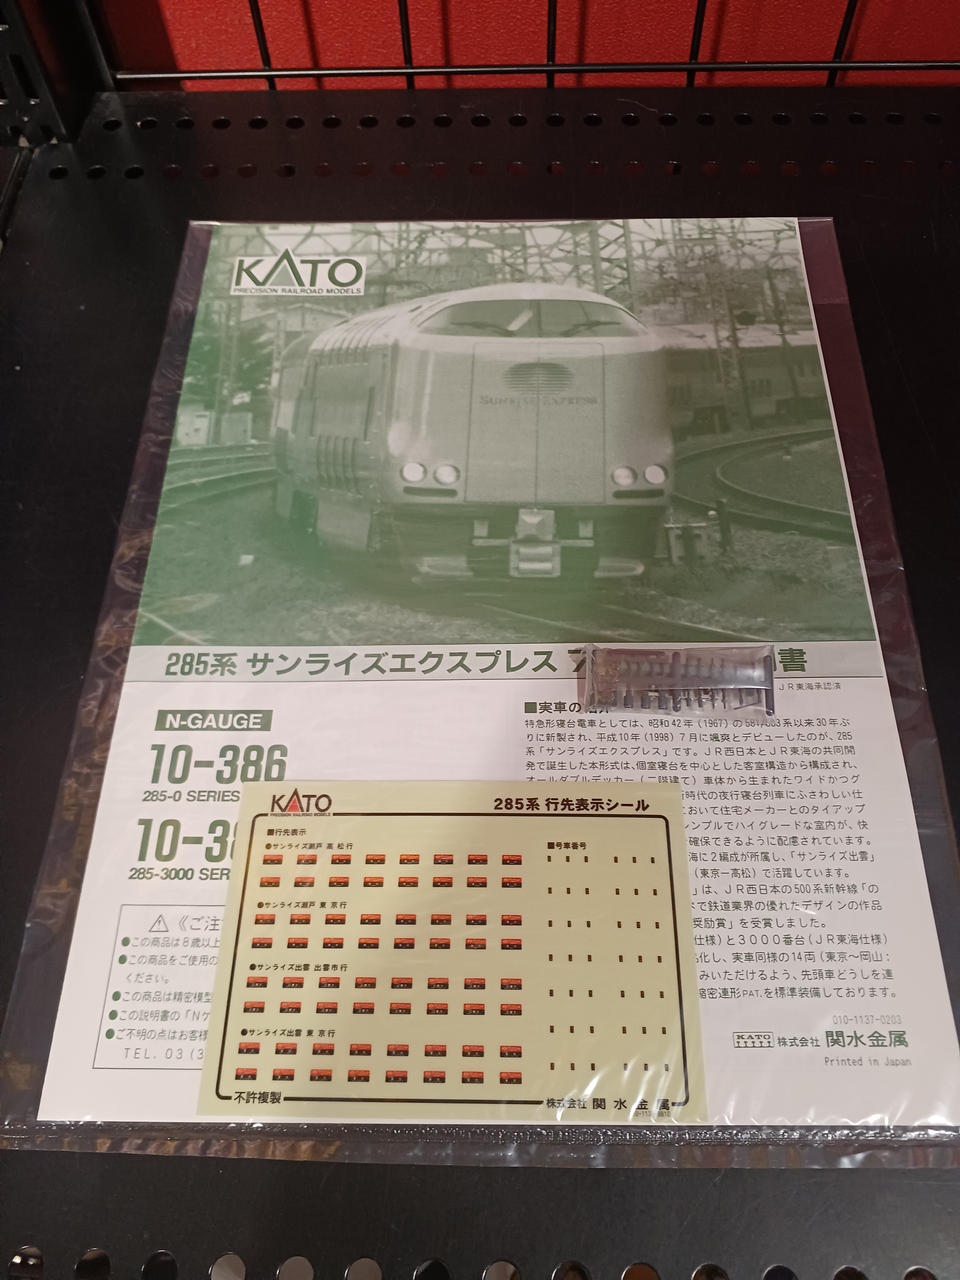 KATO
PRECISION RAILROAD MODELS
SUNRISE EXPRESS
285系 サンライズエクスプレス
書
JR東海承認済
N-GAUGE
10-386
285-0 SERIES
10-3
285-3000 SER
《ご注
●この商品は8歳以上
●この商品をご使用の
ください。
●この商品は精密模型
●この説明書の「Nゲ
●ご不明の点はお客様
TEL. 03 (3
■実車の
特急形寝台電車としては、昭和42年(1967)の581/583系以来30年ぶ
りに新製され、平成10年(1998)7月に颯爽とデビューしたのが、285
系「サンライズエクスプレス」です。JR西日本とJR東海の共同開
発で誕生した本形式は、個室寝台を中心とした客室構造から構成され、
オールダブルデッカー(二階建て)車体から生まれたワイドかつグ
新時代の夜行寝台列車にふさわしい仕
おいて住宅メーカーとのタイアップ
シンプルでハイグレードな室内が、快
確保できるように配慮されています。
海に2編成が所属し、「サンライズ出雲」
(東京ー高松)で活躍しています。
」は、JR西日本の500系新幹線「の
で鉄道業界の優れたデザインの作品
奨励賞」を受賞しました。
仕様)と3000番台(JR東海仕様)
化し、実車同様の14両(東京〜岡山:
みいただけるよう、先頭車どうしを連
密連形PAT.を標準装備しております。
010-1137-0203
KATO 株式会社 関水金属
Printed in Japan
KATO
PRECISION RAILROAD MODELS
285系 行先表示シール
■行先表示
●サンライズ瀬戸 高松行
●サンライズ瀬戸 東京行
●サンライズ出雲 出雲市行
●サンライズ出雲 東京行
■号車番号
不許複製
株式会社 関水金属